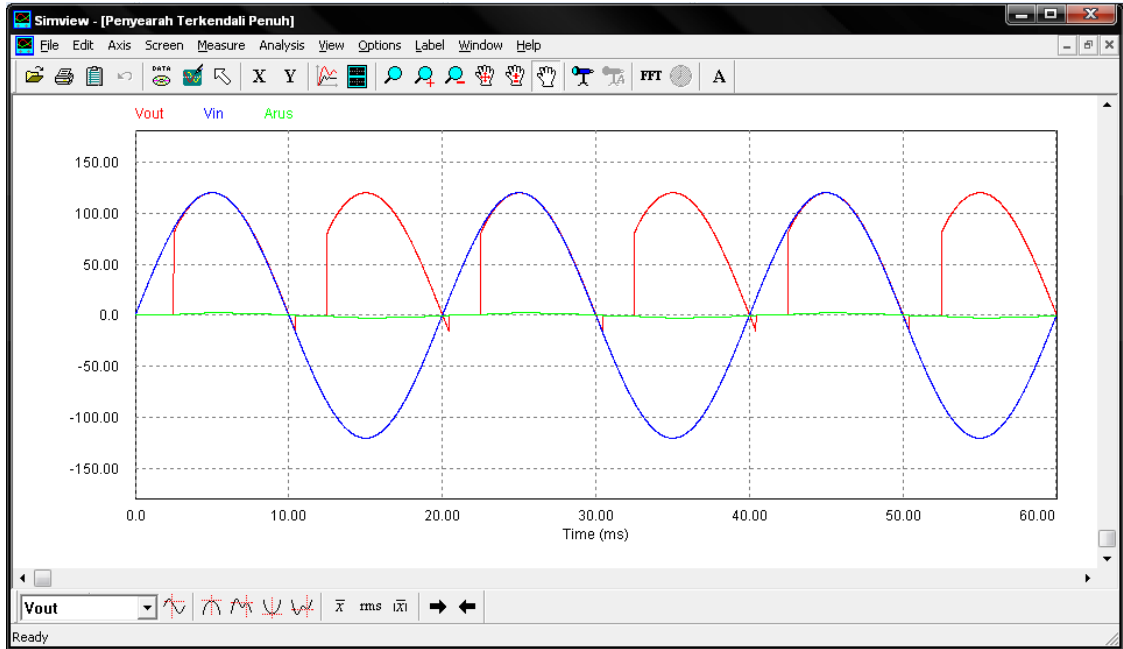 Simview - [Penyearah Terkendali Penuh]
File Edit Axis Screen Measure Analysis View Options Label Window Help
DATA X Y FFT A
Vout Vin Arus
150.00
100.00
50.00
0.0
-50.00
-100.00
-150.00
0.0 10.00 20.00 30.00 40.00 50.00 60.00
Time (ms)
Vout x rms |x|
Ready